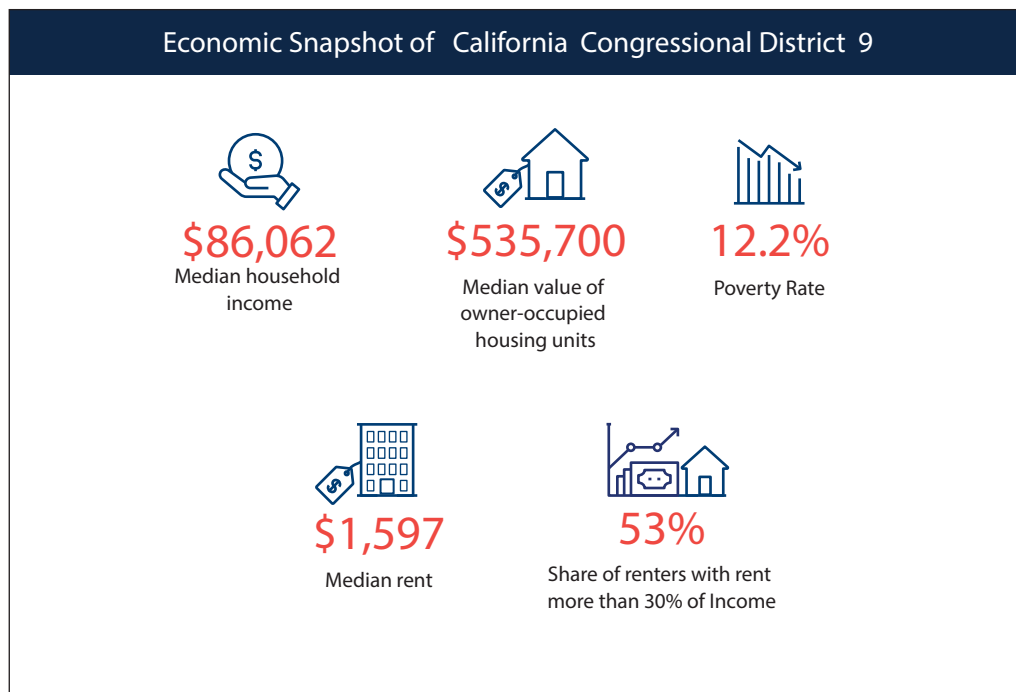 Economic Snapshot of California Congressional District 9
$
$
$86,062
Median household
income
$535,700
Median value of
owner-occupied
housing units
12.2%
Poverty Rate
$
$1,597
Median rent
53%
Share of renters with rent
more than 30% of Income